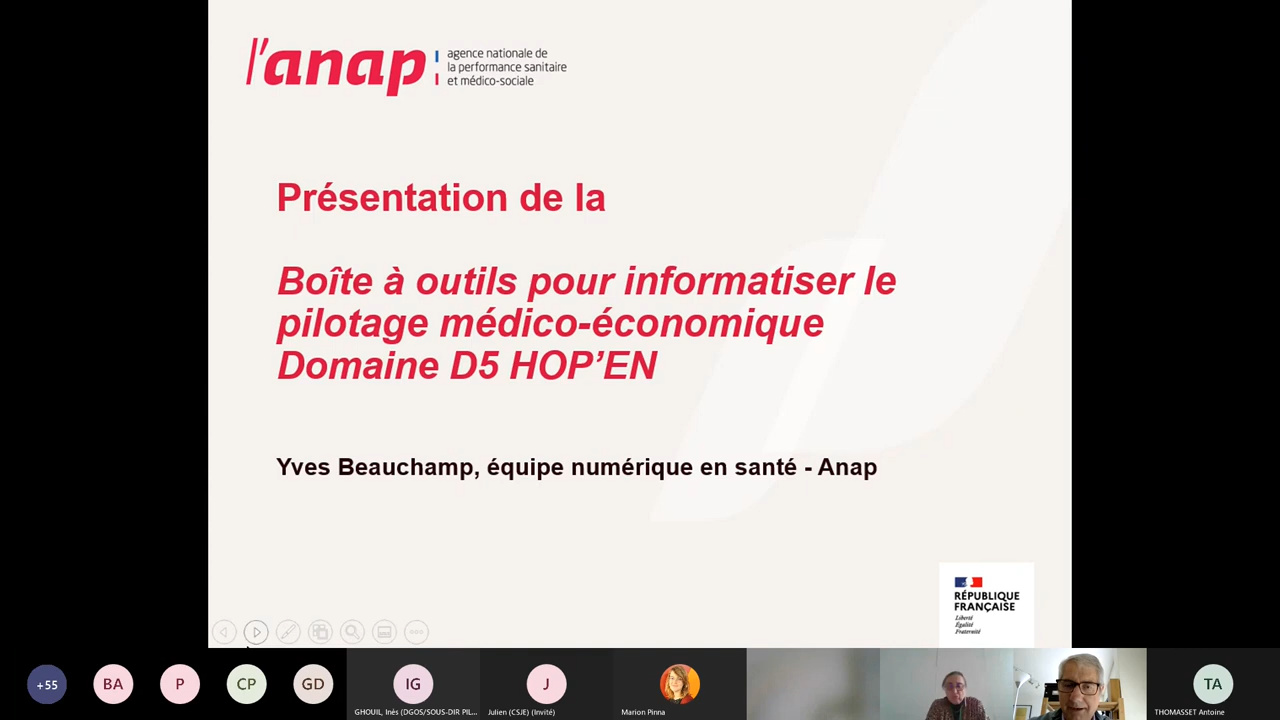 l'anap
agence nationale de
la performance sanitaire
et médico-sociale
Présentation de la
Boîte à outils pour informatiser le
pilotage médico-économique
Domaine D5 HOP'EN
Yves Beauchamp, équipe numérique en santé - Anap
RÉPUBLIQUE
FRANÇAISE
Liberté
Égalité
Fraternité
+55
BA
P
CP
GD
IG
J
TA
GHOUIL, Inès (DGOS/SOUS-DIR PIL...
Julien (CSJE) (Invité)
Marion Pinna
THOMASSET Antoine